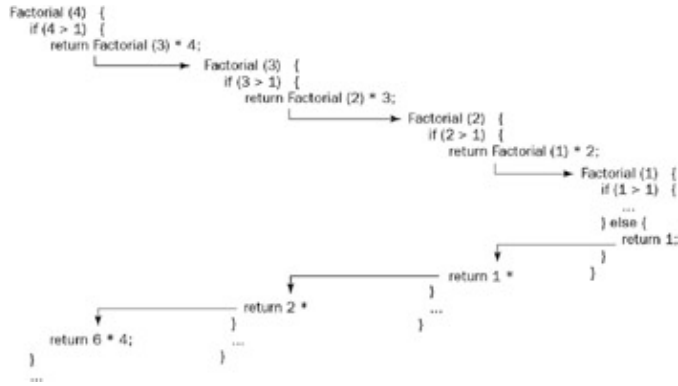 Factorial (4) {
if (4 > 1) {
return Factorial (3) * 4;
Factorial (3) {
if (3 > 1) {
return Factorial (2) * 3;
Factorial (2) {
if (2 > 1) {
return Factorial (1) * 2;
Factorial (1) {
if (1 > 1) {
...
} else {
return 1;
}
}
return 1 *
}
...
}
return 2 *
}
...
}
return 6 * 4;
}
...